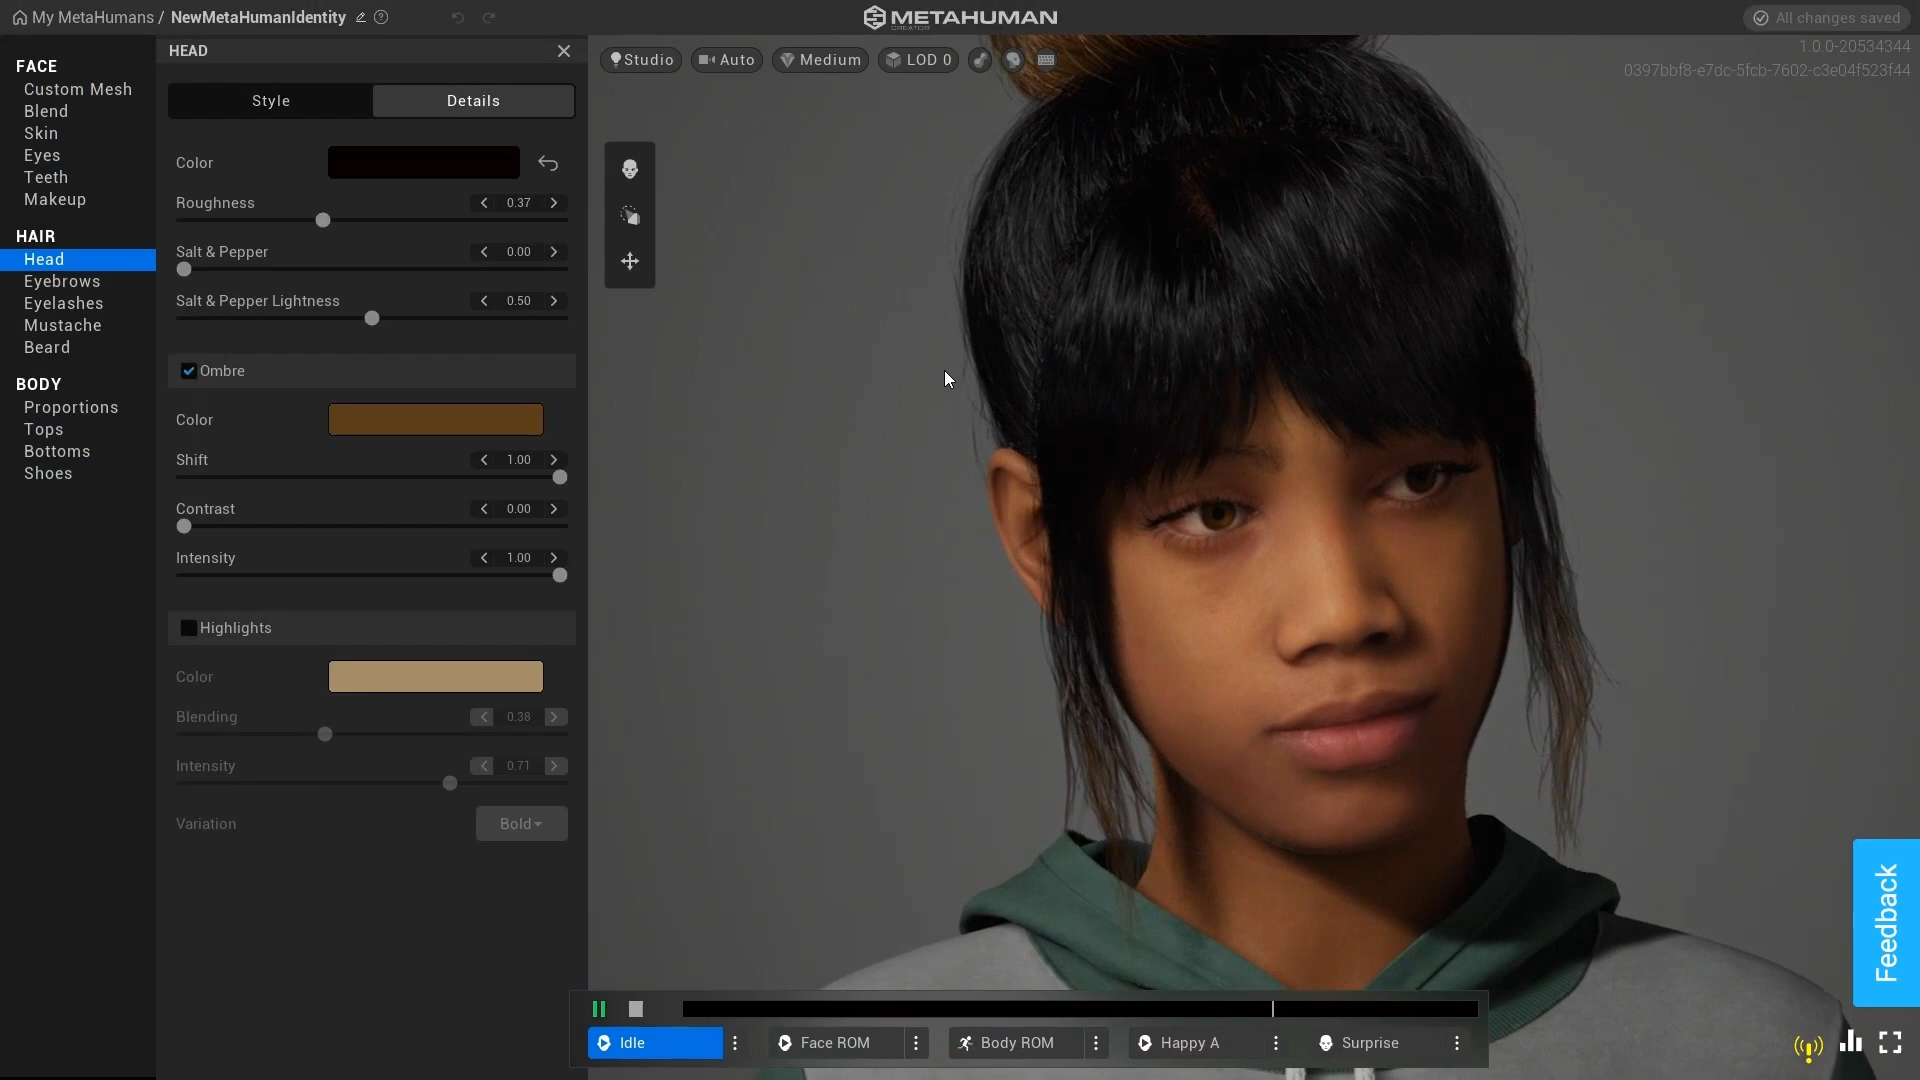 My MetaHumans / NewMetaHumanIdentity
METAHUMAN
CREATOR
All changes saved
1.0.0-20534344
0397bbf8-e7dc-5fcb-7602-c3e04f523f44
FACE
Custom Mesh
Blend
Skin
Eyes
Teeth
Makeup
HAIR
Head
Eyebrows
Eyelashes
Mustache
Beard
BODY
Proportions
Tops
Bottoms
Shoes
HEAD
Style Details
Color
Roughness 0.37
Salt & Pepper 0.00
Salt & Pepper Lightness 0.50
Ombre
Color
Shift 1.00
Contrast 0.00
Intensity 1.00
Highlights
Color
Blending 0.38
Intensity 0.71
Variation Bold
Studio Auto Medium LOD 0
Idle Face ROM Body ROM Happy A Surprise
Feedback